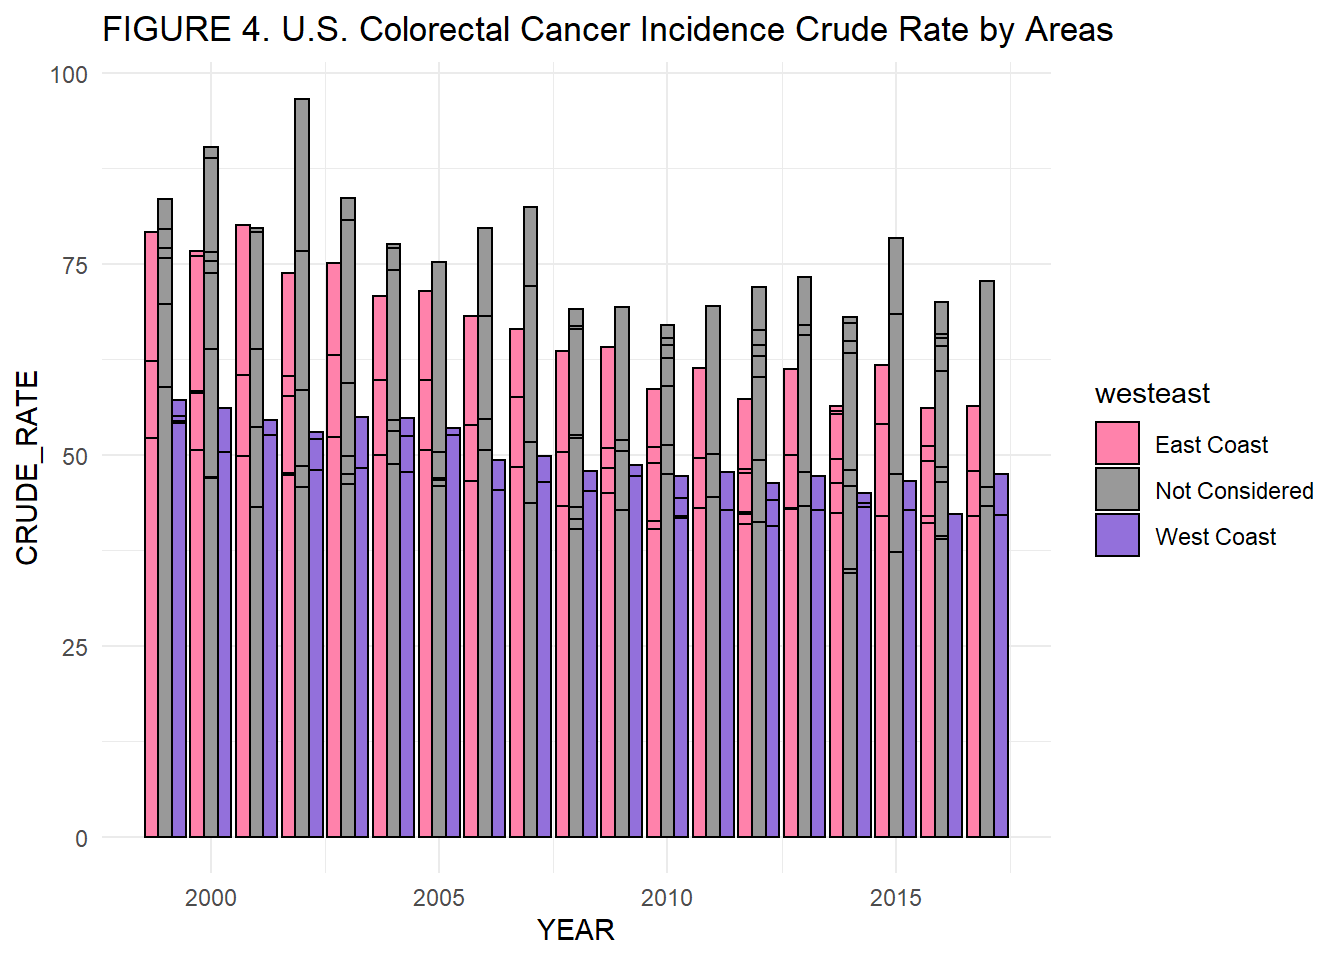 FIGURE 4. U.S. Colorectal Cancer Incidence Crude Rate by Areas
100
75
50
25
0
CRUDE_RATE
2000
2005
2010
2015
YEAR
westeast
East Coast
Not Considered
West Coast